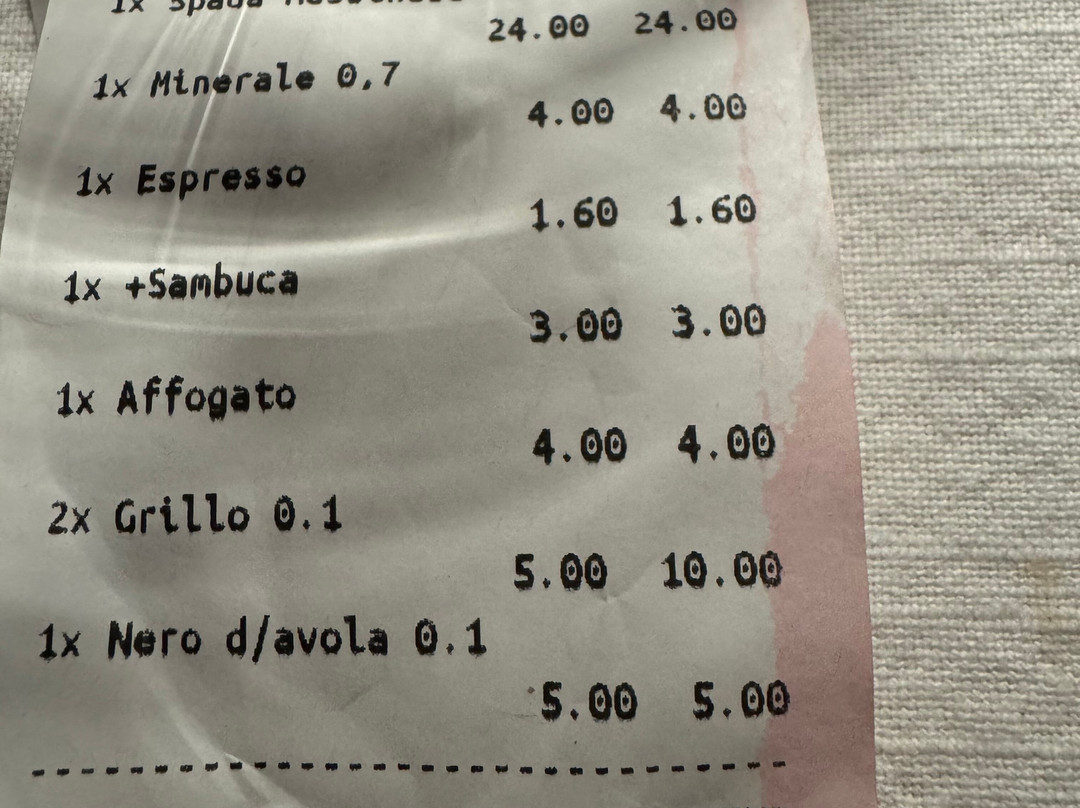 1x Spada
24.00 24.00
1x Minerale 0,7
4.00 4.00
1x Espresso
1.60 1.60
1x +Sambuca
3.00 3.00
1x Affogato
4.00 4.00
2x Grillo 0.1
5.00 10.00
1x Nero d/avola 0.1
5.00 5.00